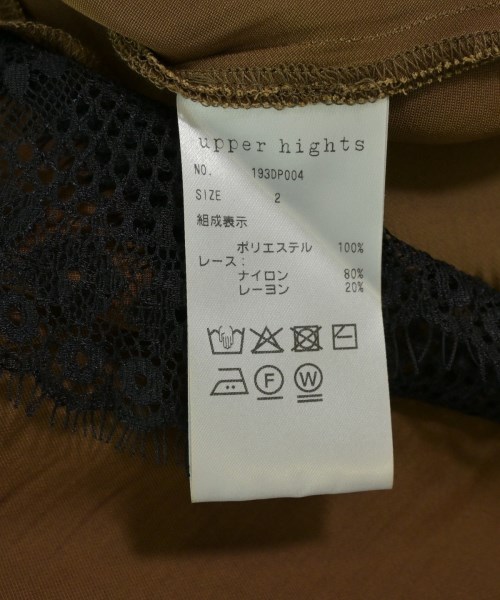 upper hights
NO. 193DP004
SIZE 2
組成表示
ポリエステル 100%
レース:
ナイロン 80%
レーヨン 20%
F W